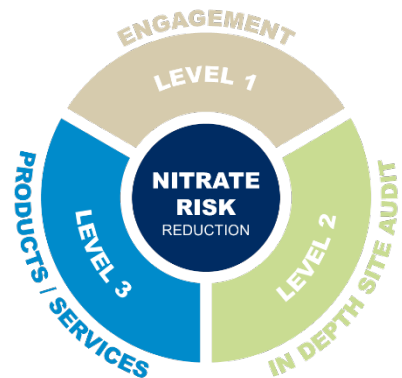 ENGAGEMENT
LEVEL 1
NITRATE
RISK
REDUCTION
LEVEL 2
IN DEPTH SITE AUDIT
LEVEL 3
PRODUCTS / SERVICES